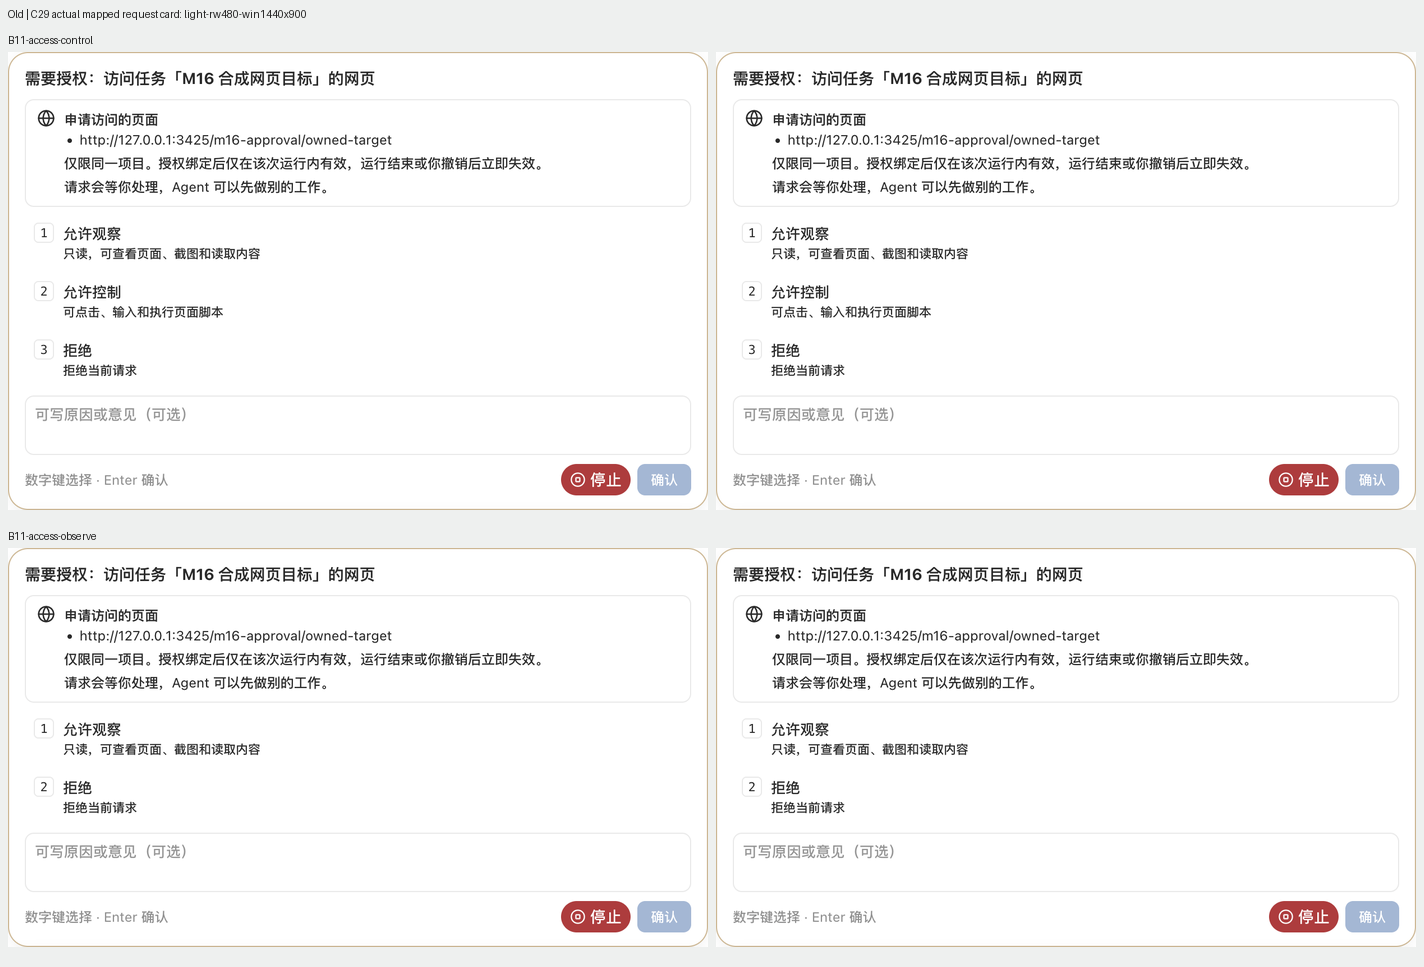 Old | C29 actual mapped request card: light-rw480-win1440x900
B11-access-control
需要授权：访问任务「M16 合成网页目标」的网页
申请访问的页面
• http://127.0.0.1:3425/m16-approval/owned-target
仅限同一项目。授权绑定后仅在该次运行内有效，运行结束或你撤销后立即失效。
请求会等你处理，Agent 可以先做别的工作。
1 允许观察
只读，可查看页面、截图和读取内容
2 允许控制
可点击、输入和执行页面脚本
3 拒绝
拒绝当前请求
可写原因或意见（可选）
数字键选择 · Enter 确认 停止 确认
需要授权：访问任务「M16 合成网页目标」的网页
申请访问的页面
• http://127.0.0.1:3425/m16-approval/owned-target
仅限同一项目。授权绑定后仅在该次运行内有效，运行结束或你撤销后立即失效。
请求会等你处理，Agent 可以先做别的工作。
1 允许观察
只读，可查看页面、截图和读取内容
2 允许控制
可点击、输入和执行页面脚本
3 拒绝
拒绝当前请求
可写原因或意见（可选）
数字键选择 · Enter 确认 停止 确认
B11-access-observe
需要授权：访问任务「M16 合成网页目标」的网页
申请访问的页面
• http://127.0.0.1:3425/m16-approval/owned-target
仅限同一项目。授权绑定后仅在该次运行内有效，运行结束或你撤销后立即失效。
请求会等你处理，Agent 可以先做别的工作。
1 允许观察
只读，可查看页面、截图和读取内容
2 拒绝
拒绝当前请求
可写原因或意见（可选）
数字键选择 · Enter 确认 停止 确认
需要授权：访问任务「M16 合成网页目标」的网页
申请访问的页面
• http://127.0.0.1:3425/m16-approval/owned-target
仅限同一项目。授权绑定后仅在该次运行内有效，运行结束或你撤销后立即失效。
请求会等你处理，Agent 可以先做别的工作。
1 允许观察
只读，可查看页面、截图和读取内容
2 拒绝
拒绝当前请求
可写原因或意见（可选）
数字键选择 · Enter 确认 停止 确认